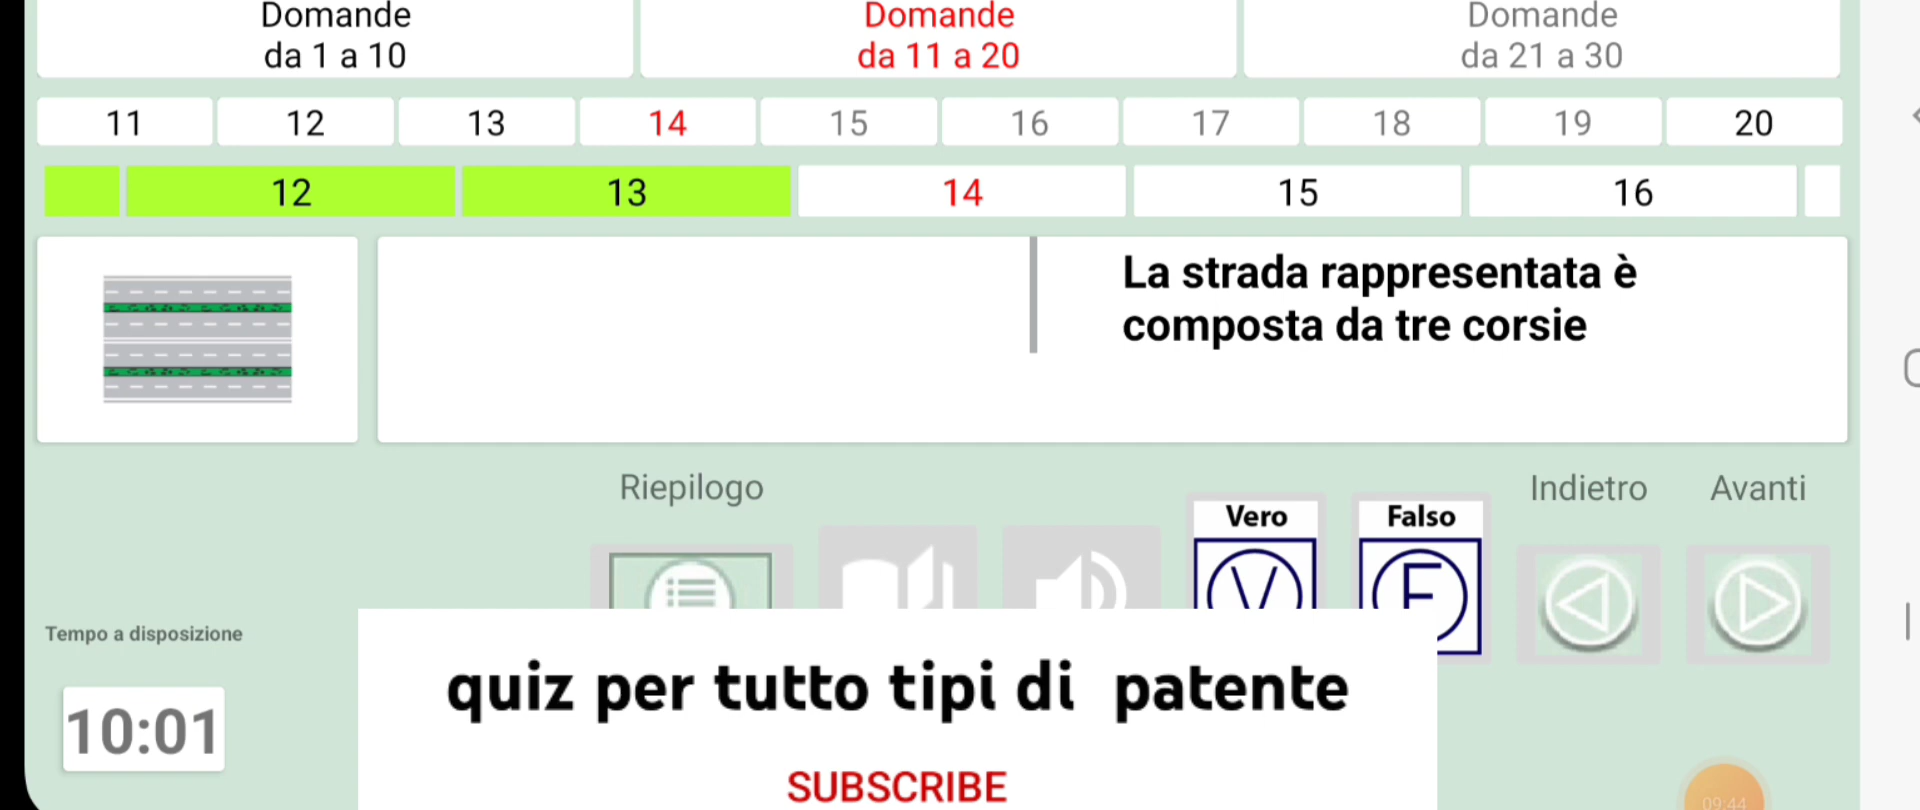 Domande
da 1 a 10
Domande
da 11 a 20
Domande
da 21 a 30
11 12 13 14 15 16 17 18 19 20
12 13 14 15 16
La strada rappresentata è
composta da tre corsie
Riepilogo
Indietro
Avanti
Vero
V
Falso
F
Tempo a disposizione
10:01
quiz per tutto tipi di patente
SUBSCRIBE
09:44